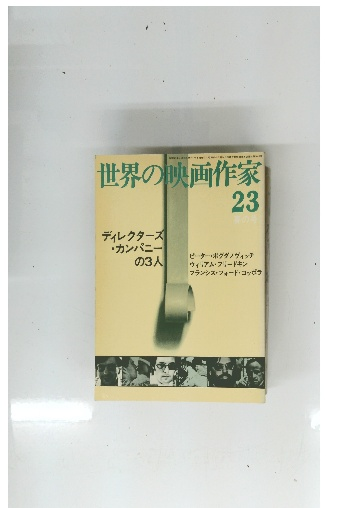 世界の映画作家
23
ディレクターズ
・カンパニー
の3人
ピーター・ボグダノヴィッチ
ウィリアム・フリードキン
フランシス・フォード・コッポラ